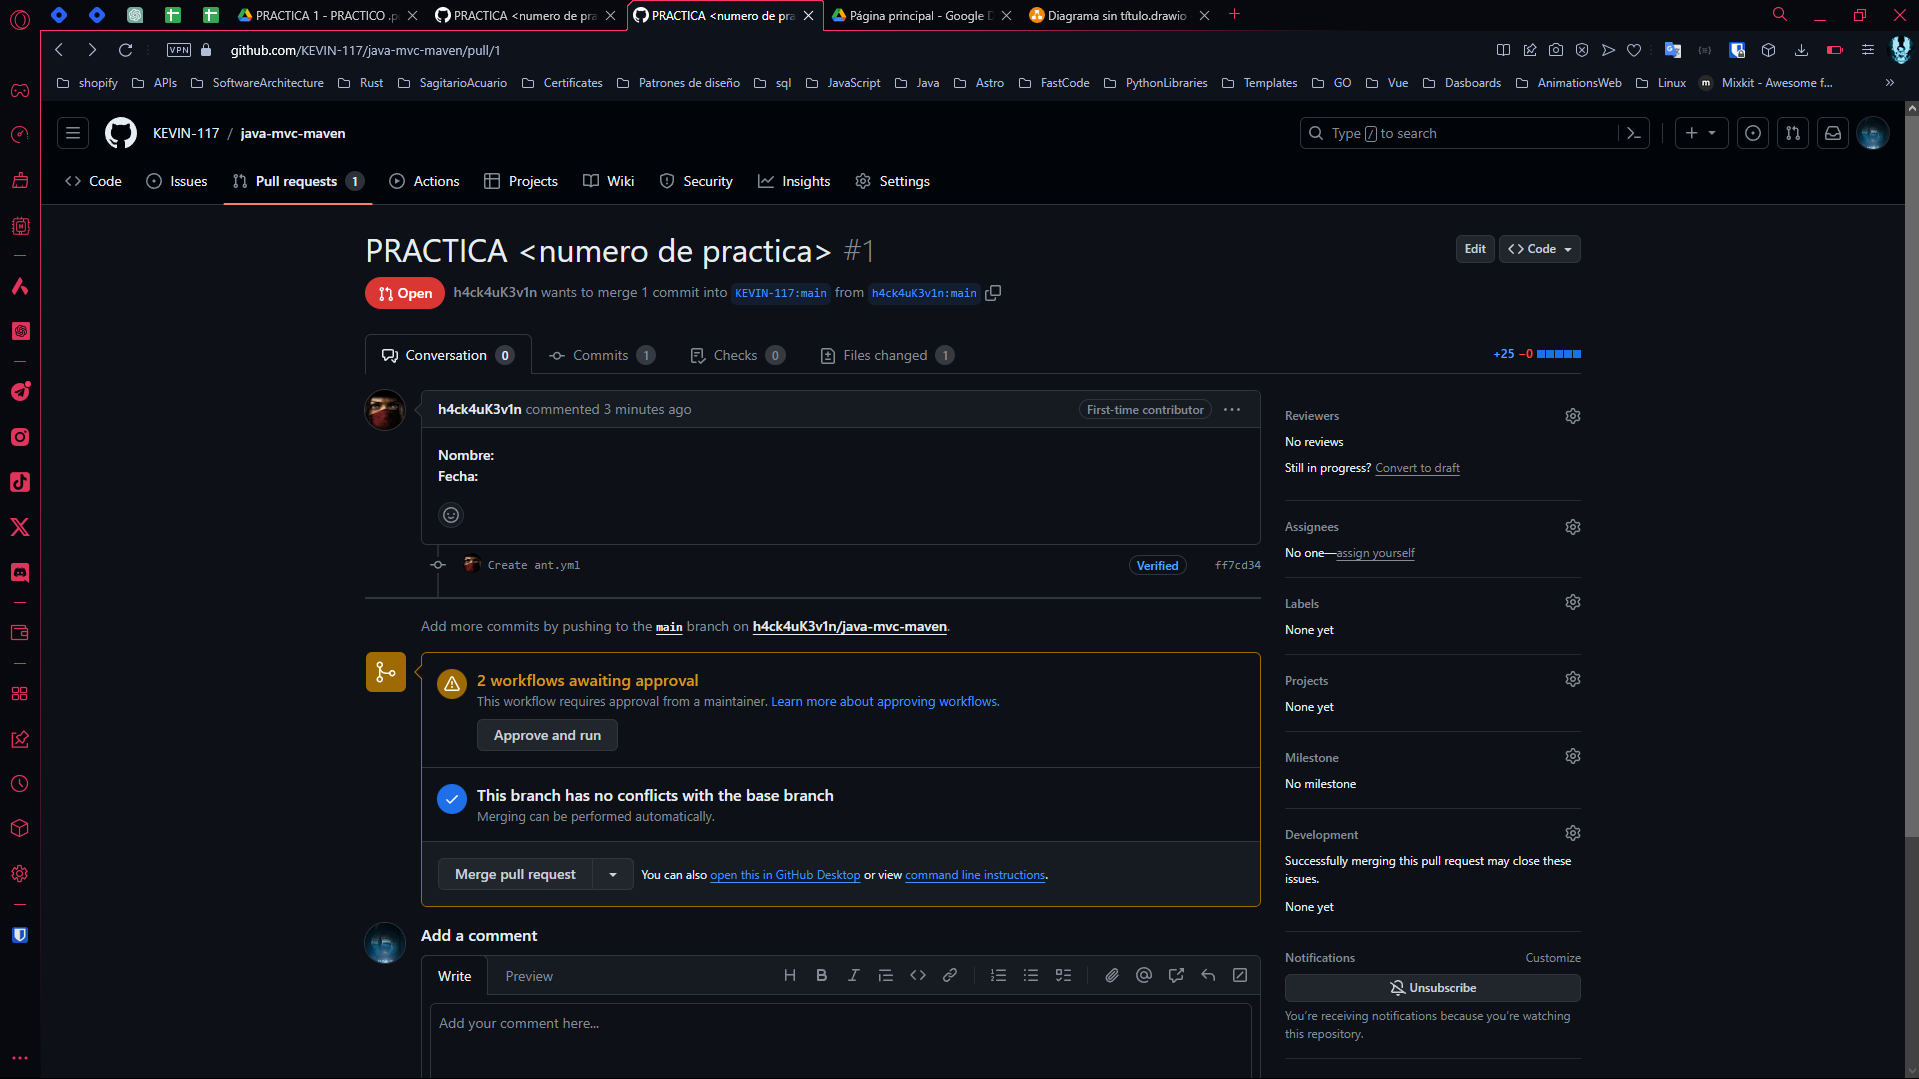 PRACTICA 1 - PRACTICO .p
PRACTICA <numero de pra
PRACTICA <numero de pra
Página principal - Google D
Diagrama sin título.drawio
VPN
github.com/KEVIN-117/java-mvc-maven/pull/1
shopify
APIs
SoftwareArchitecture
Rust
SagitarioAcuario
Certificates
Patrones de diseño
sql
JavaScript
Java
Astro
FastCode
PythonLibraries
Templates
GO
Vue
Dasboards
AnimationsWeb
Linux
m Mixkit - Awesome f...
KEVIN-117 / java-mvc-maven
Type / to search
Code
Issues
Pull requests 1
Actions
Projects
Wiki
Security
Insights
Settings
PRACTICA <numero de practica> #1
Edit
<> Code
Open
h4ck4uK3v1n wants to merge 1 commit into KEVIN-117:main from h4ck4uK3v1n:main
Conversation 0
Commits 1
Checks 0
Files changed 1
+25 −0
h4ck4uK3v1n commented 3 minutes ago
First-time contributor
Nombre:
Fecha:
Create ant.yml
Verified
ff7cd34
Add more commits by pushing to the main branch on h4ck4uK3v1n/java-mvc-maven.
2 workflows awaiting approval
This workflow requires approval from a maintainer. Learn more about approving workflows.
Approve and run
This branch has no conflicts with the base branch
Merging can be performed automatically.
Merge pull request
You can also open this in GitHub Desktop or view command line instructions.
Add a comment
Write
Preview
Add your comment here...
Reviewers
No reviews
Still in progress? Convert to draft
Assignees
No one—assign yourself
Labels
None yet
Projects
None yet
Milestone
No milestone
Development
Successfully merging this pull request may close these
issues.
None yet
Notifications
Customize
Unsubscribe
You're receiving notifications because you're watching
this repository.